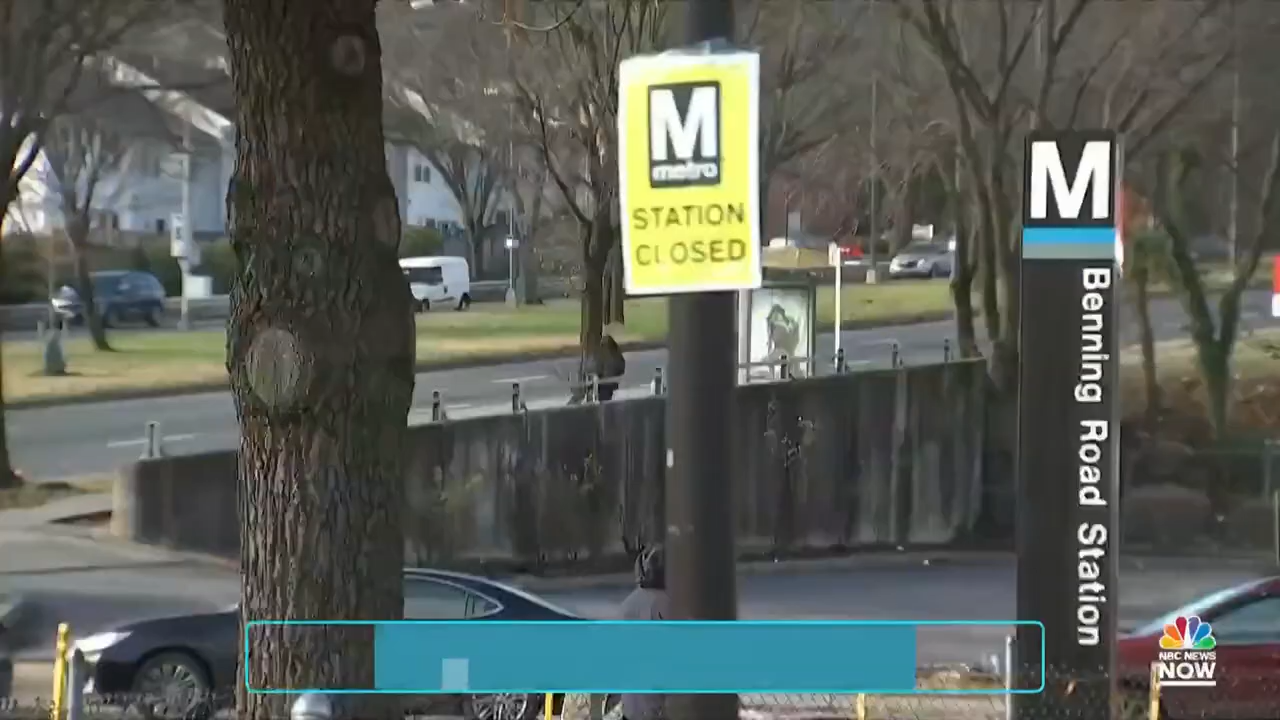 M
metro
STATION
CLOSED
M
Benning Road Station
NBC NEWS
NOW